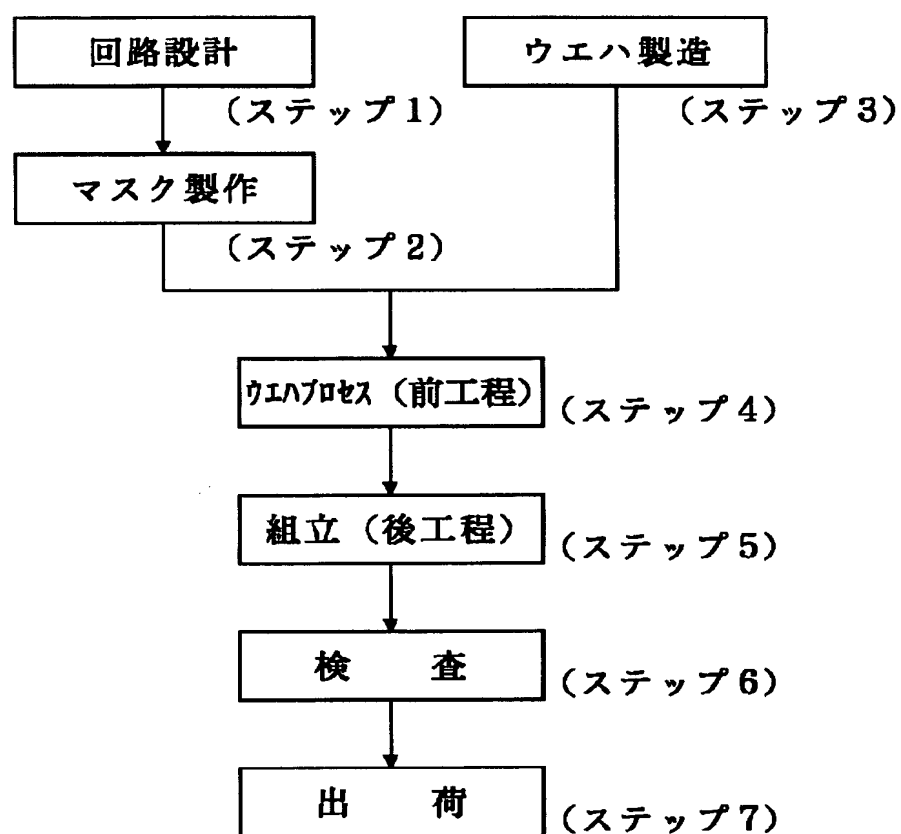 回路設計
(ステップ1)
ウエハ製造
(ステップ3)
マスク製作
(ステップ2)
ウエハプロセス (前工程)
(ステップ4)
組立 (後工程)
(ステップ5)
検 査
(ステップ6)
出 荷
(ステップ7)